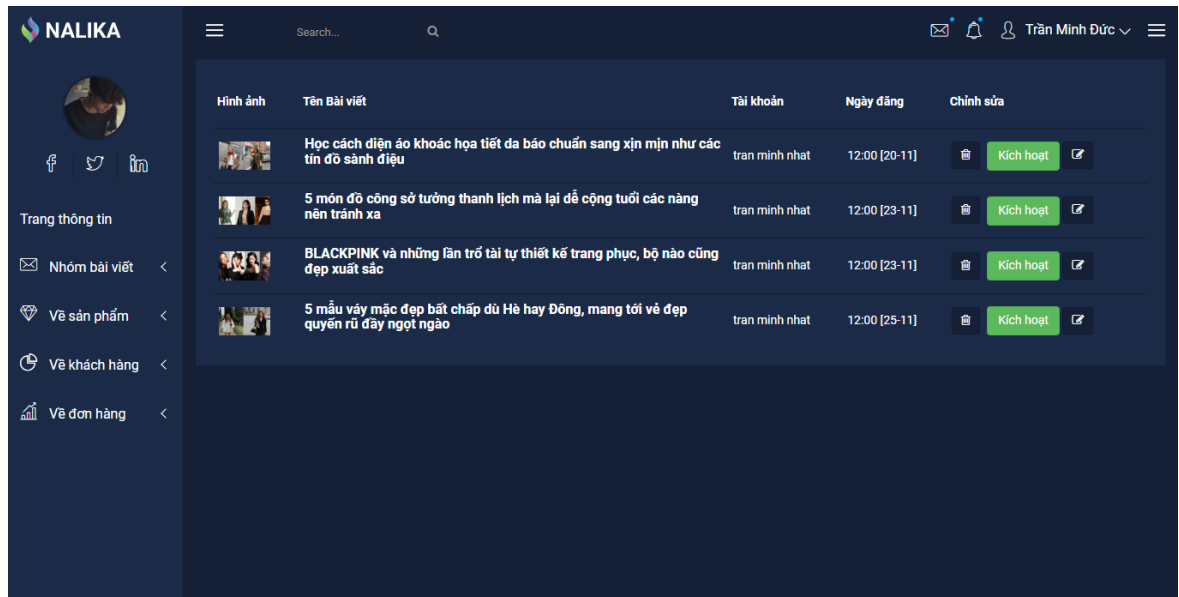 NALIKA
Search...
Trần Minh Đức
Trang thông tin
Nhóm bài viết
Về sản phẩm
Về khách hàng
Về đơn hàng
Hình ảnh Tên Bài viết Tài khoản Ngày đăng Chỉnh sửa
Học cách diện áo khoác họa tiết da báo chuẩn sang xịn mịn như các
tín đồ sành điệu
tran minh nhat 12:00 [20-11] Kích hoạt
5 món đồ công sở tưởng thanh lịch mà lại dễ cộng tuổi các nàng
nên tránh xa
tran minh nhat 12:00 [23-11] Kích hoạt
BLACKPINK và những lần trổ tài tự thiết kế trang phục, bộ nào cũng
đẹp xuất sắc
tran minh nhat 12:00 [23-11] Kích hoạt
5 mẫu váy mặc đẹp bất chấp dù Hè hay Đông, mang tới vẻ đẹp
quyến rũ đầy ngọt ngào
tran minh nhat 12:00 [25-11] Kích hoạt